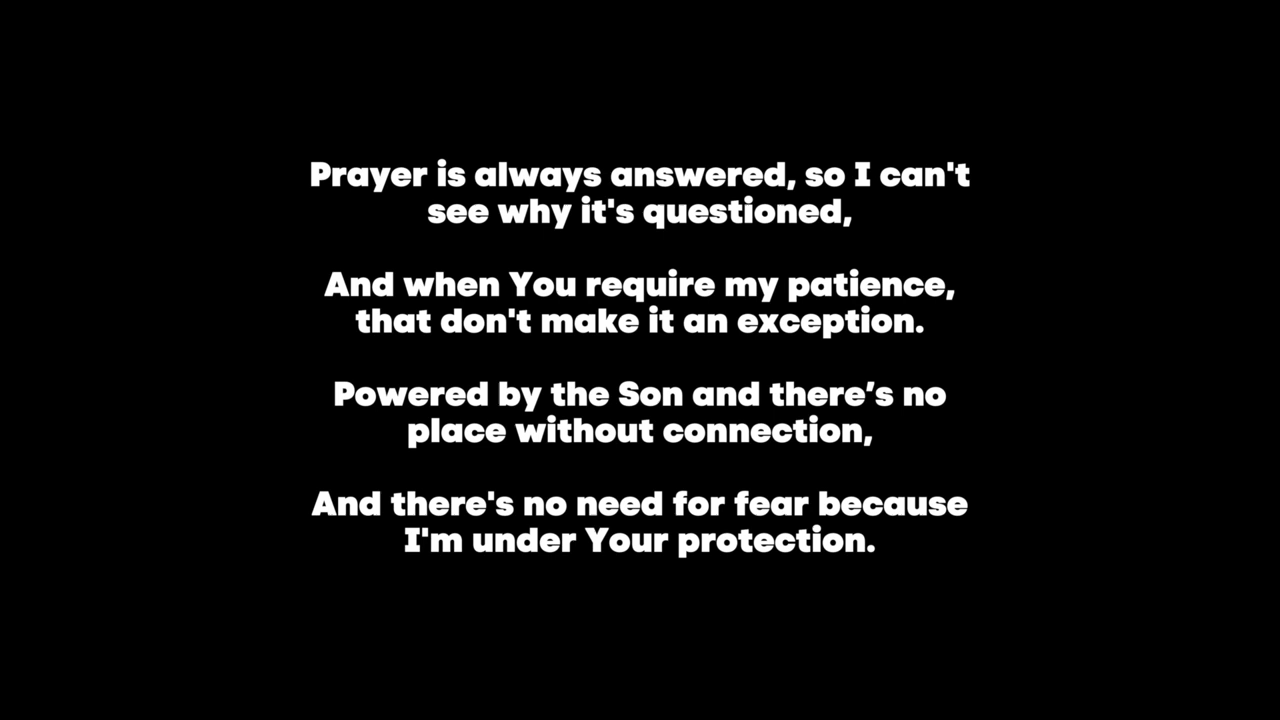 Prayer is always answered, so I can't
see why it's questioned,
And when You require my patience,
that don't make it an exception.
Powered by the Son and there’s no
place without connection,
And there's no need for fear because
I'm under Your protection.